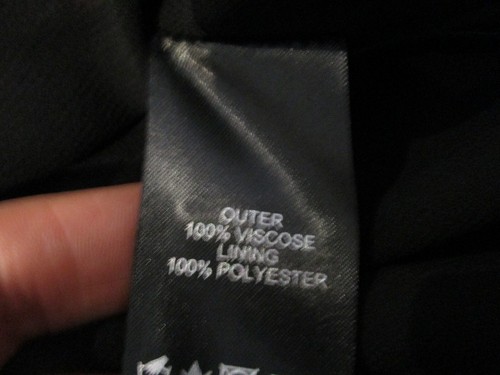 OUTER
100% VISCOSE
LINING
100% POLYESTER